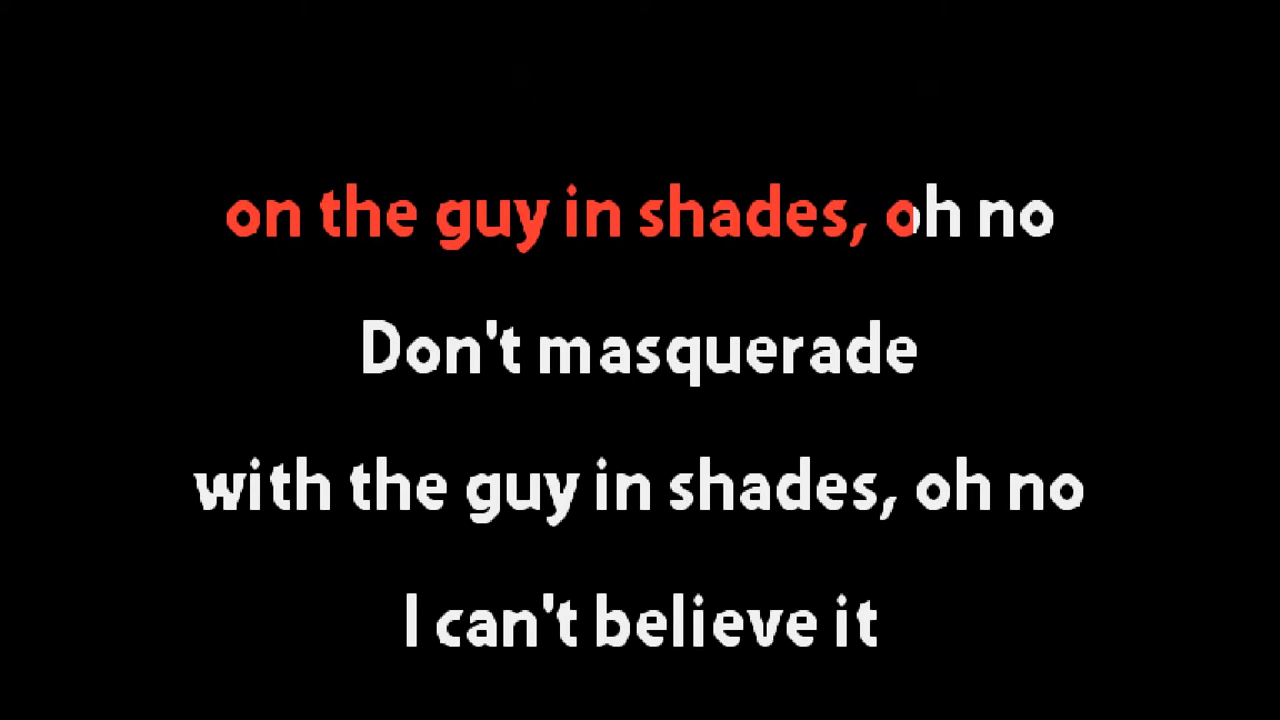 on the guy in shades, oh no
Don't masquerade
with the guy in shades, oh no
I can't believe it